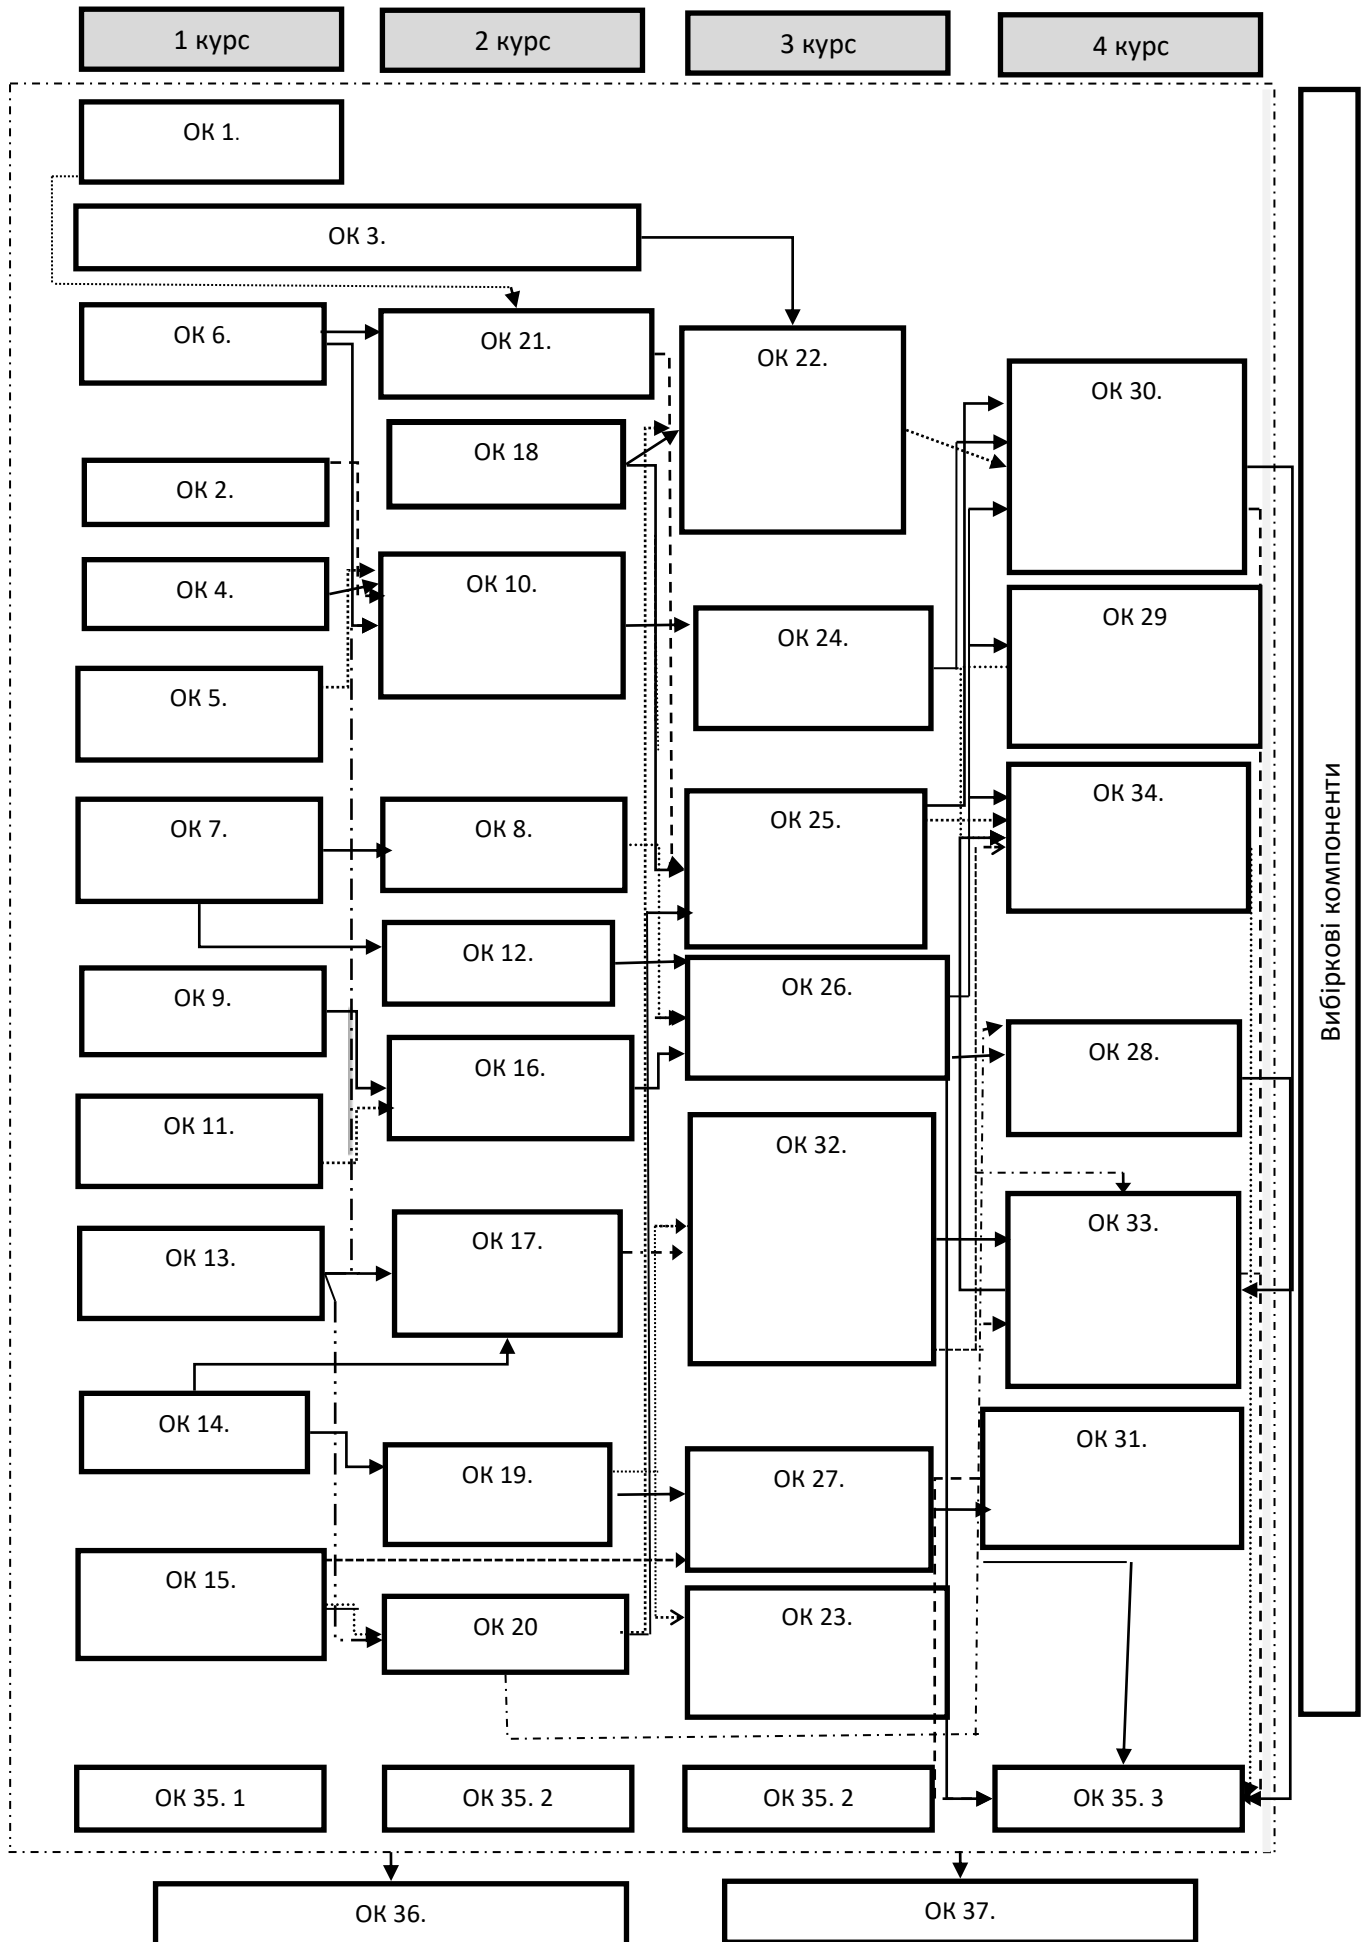 1 курс
2 курс
3 курс
4 курс
ОК 1.
ОК 3.
ОК 6.
ОК 21.
ОК 22.
ОК 30.
ОК 18
ОК 2.
ОК 4.
ОК 10.
ОК 24.
ОК 29
ОК 5.
ОК 7.
ОК 8.
ОК 25.
ОК 34.
ОК 12.
ОК 9.
ОК 26.
ОК 16.
ОК 28.
ОК 11.
ОК 32.
ОК 13.
ОК 17.
ОК 33.
ОК 14.
ОК 19.
ОК 27.
ОК 31.
ОК 15.
ОК 20
ОК 23.
ОК 35. 1
ОК 35. 2
ОК 35. 2
ОК 35. 3
ОК 36.
ОК 37.
Вибіркові компоненти